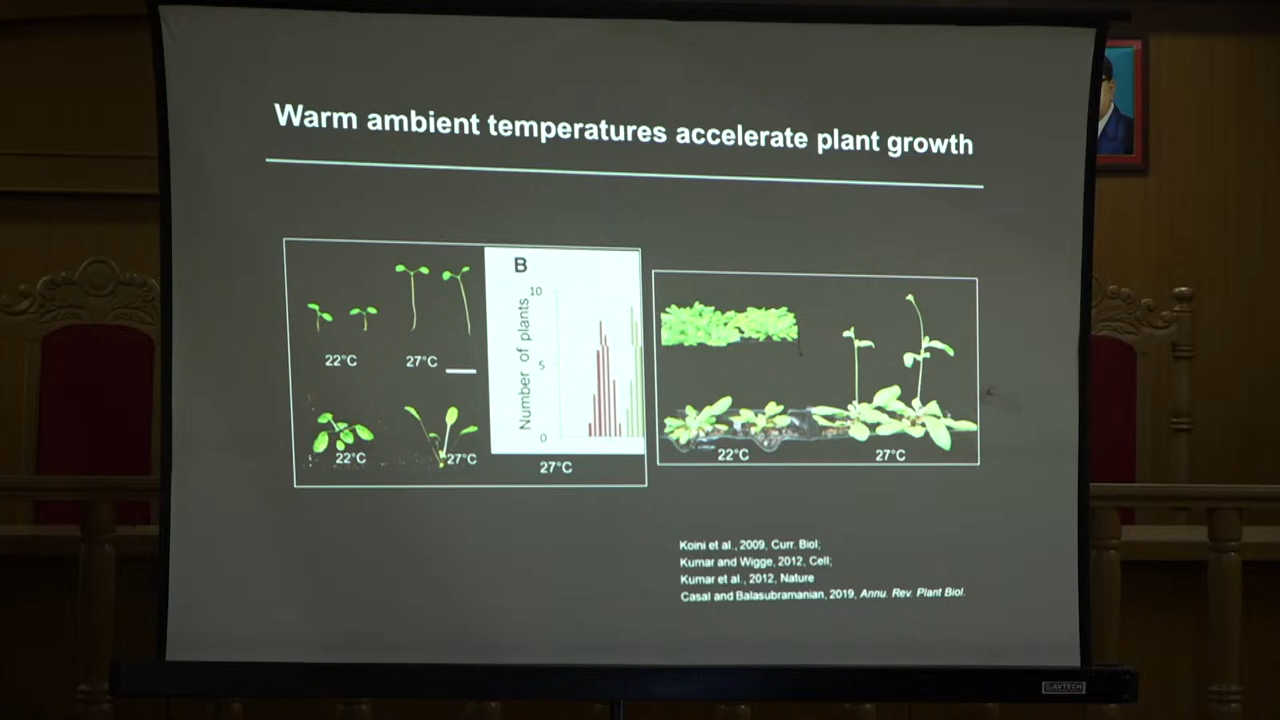 Warm ambient temperatures accelerate plant growth
B
Number of plants
10
5
0
22°C
27°C
22°C
27°C
27°C
22°C
27°C
Koini et al., 2009, Curr. Biol;
Kumar and Wigge, 2012, Cell;
Kumar et al., 2012, Nature
Casal and Balasubramanian, 2019, Annu. Rev. Plant Biol.